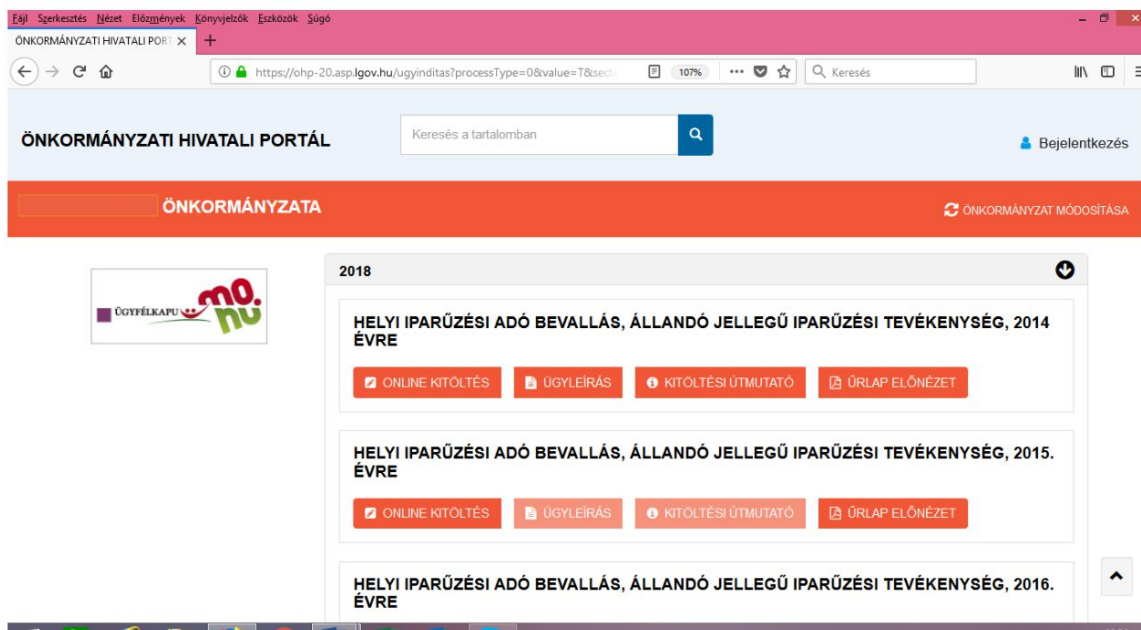 Fájl Szerkesztés Nézet Előzmények Könyvjelzők Eszközök Súgó
ÖNKORMÁNYZATI HIVATALI PORT
https://ohp-20.asp.lgov.hu/ugyinditas?processType=0&value=T&secto
107%
Keresés
ÖNKORMÁNYZATI HIVATALI PORTÁL
Keresés a tartalomban
Bejelentkezés
ÖNKORMÁNYZATA
ÖNKORMÁNYZAT MÓDOSÍTÁSA
ÜGYFÉLKAPU mo.hu
2018
HELYI IPARŰZÉSI ADÓ BEVALLÁS, ÁLLANDÓ JELLEGŰ IPARŰZÉSI TEVÉKENYSÉG, 2014
ÉVRE
ONLINE KITÖLTÉS ÜGYLEÍRÁS KITÖLTÉSI ÚTMUTATÓ ŰRLAP ELŐNÉZET
HELYI IPARŰZÉSI ADÓ BEVALLÁS, ÁLLANDÓ JELLEGŰ IPARŰZÉSI TEVÉKENYSÉG, 2015.
ÉVRE
ONLINE KITÖLTÉS ÜGYLEÍRÁS KITÖLTÉSI ÚTMUTATÓ ŰRLAP ELŐNÉZET
HELYI IPARŰZÉSI ADÓ BEVALLÁS, ÁLLANDÓ JELLEGŰ IPARŰZÉSI TEVÉKENYSÉG, 2016.
ÉVRE